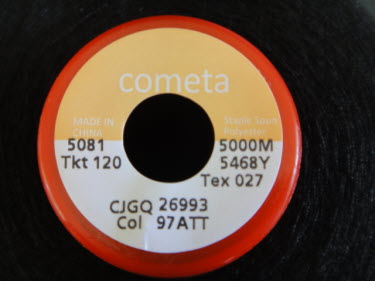 cometa
MADE IN CHINA
Staple Spun Polyester
5081 5000M
Tkt 120 5468Y
Tex 027
CJGQ 26993
Col 97ATT